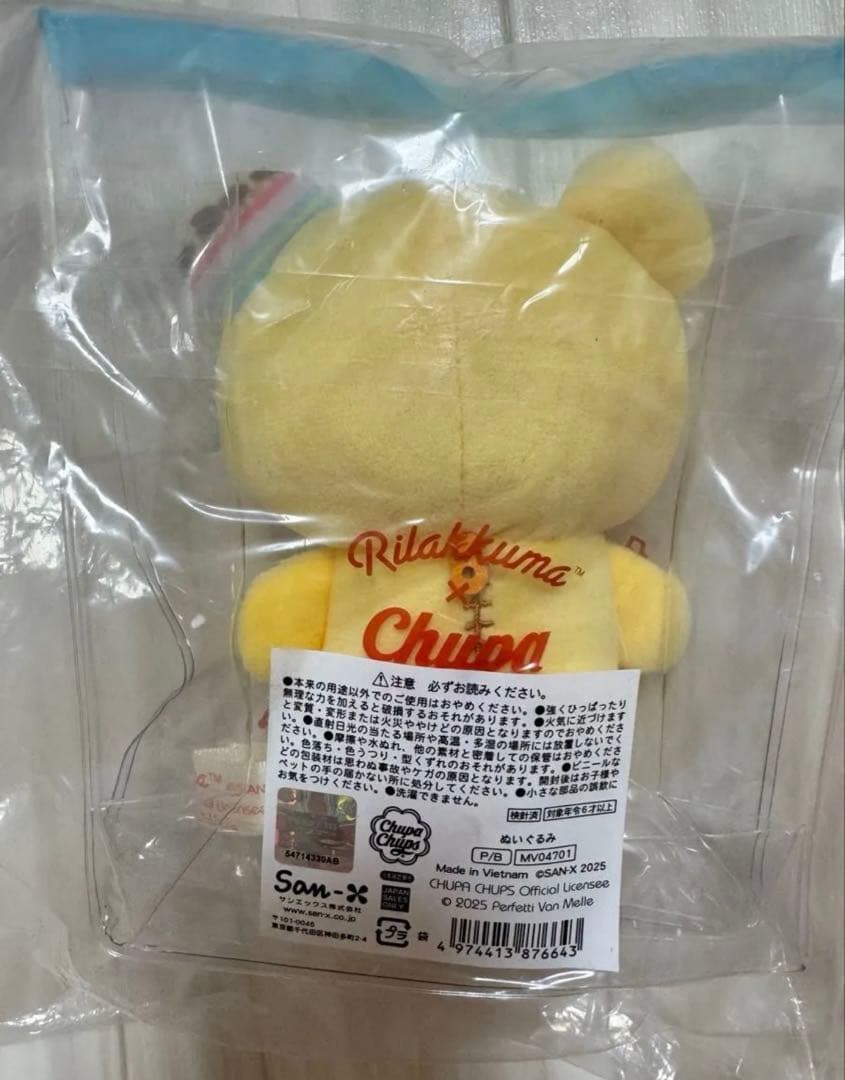 Rilakkuma™
×
Chupa
⚠注意 必ずお読みください。
●本来の用途以外でのご使用はおやめください。●強くひっぱったり
無理な力を加えると破損するおそれがあります。●火気に近づけます
と変質・変形または火災ややけどの原因となりますのでおやめくださ
い。●直射日光の当たる場所や高温・多湿の場所には放置しないでく
ださい。●摩擦や水ぬれ、他の素材と密着しての保管はおやめくださ
い。色落ち・色うつり・型くずれのおそれがあります。●ビニールな
どの包装材は思わぬ事故やケガの原因となります。開封後はお子様や
ペットの手の届かない所に処分してください。●小さな部品の誤飲に
お気をつけください。●洗濯できません。
検針済 対象年令6才以上
54714330AB
Chupa
Chups
ぬいぐるみ
P/B MV04701
Made in Vietnam ©SAN-X 2025
CHUPA CHUPS Official Licensee
© 2025 Perfetti Van Melle
San-X
サンエックス株式会社
www.san-x.co.jp
〒101-0046
東京都千代田区神田多町2-4
JAPAN
SALES
ONLY
プラ 袋
4 974413 876643